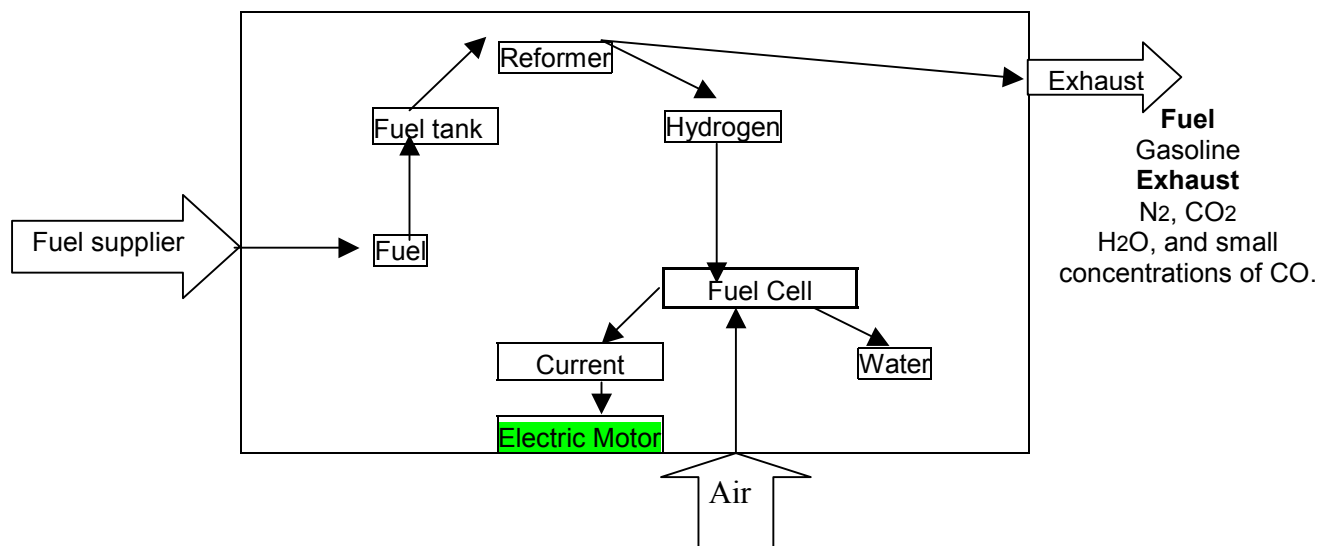 Reformer
Exhaust
Fuel tank
Hydrogen
Fuel
Gasoline
Exhaust
N2, CO2
H2O, and small
concentrations of CO.
Fuel supplier
Fuel
Fuel Cell
Current
Water
Electric Motor
Air